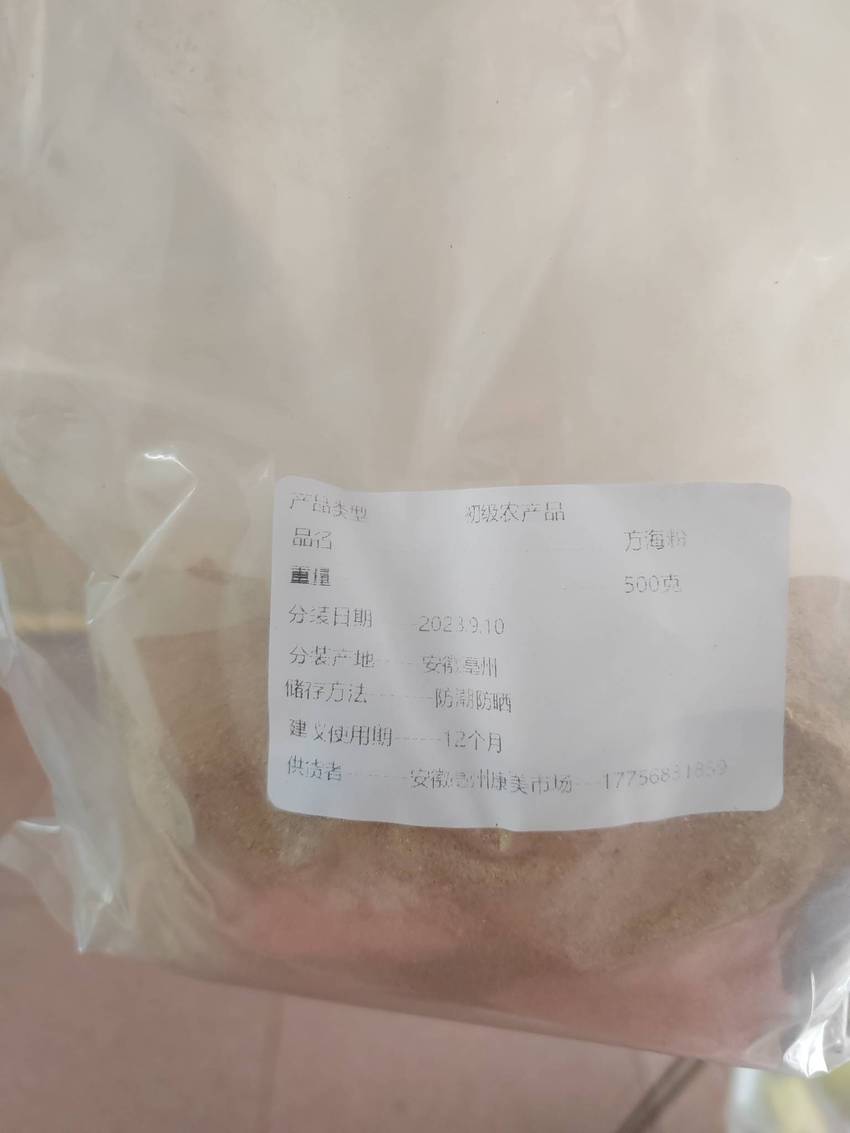 产品类型 初级农产品
品名 方海粉
重量 500克
分装日期 2023.9.10
分装产地 安徽亳州
储存方法 防潮防晒
建议使用期 12个月
供货者 安徽亳州康美市场